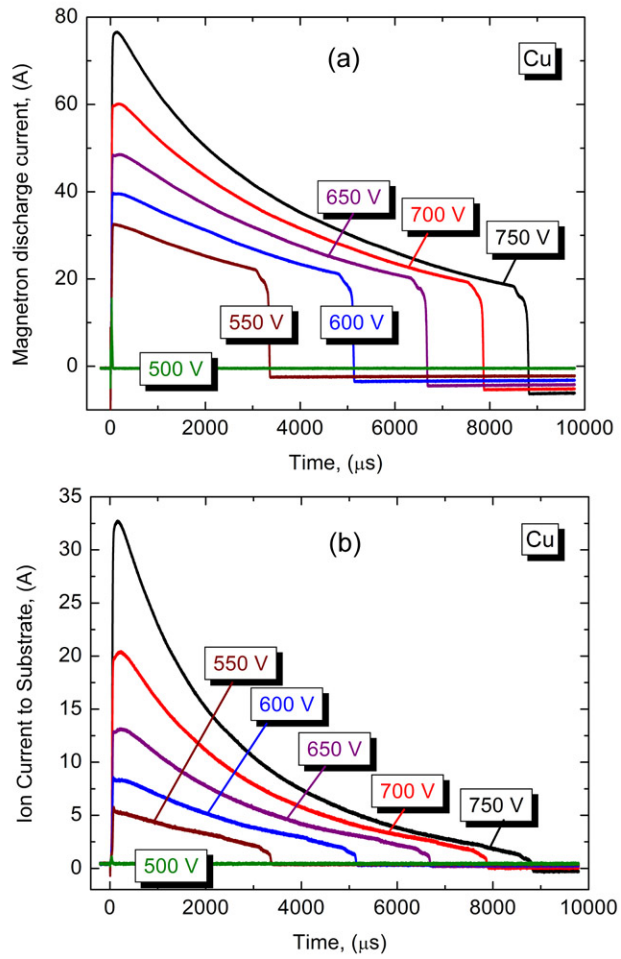 80
60
40
20
0
Magnetron discharge current, (A)
(a)
Cu
650 V
700 V
750 V
550 V
600 V
500 V
0 2000 4000 6000 8000 10000
Time, (μs)
35
30
25
20
15
10
5
0
Ion Current to Substrate, (A)
(b)
Cu
550 V
600 V
650 V
700 V
750 V
500 V
0 2000 4000 6000 8000 10000
Time, (μs)